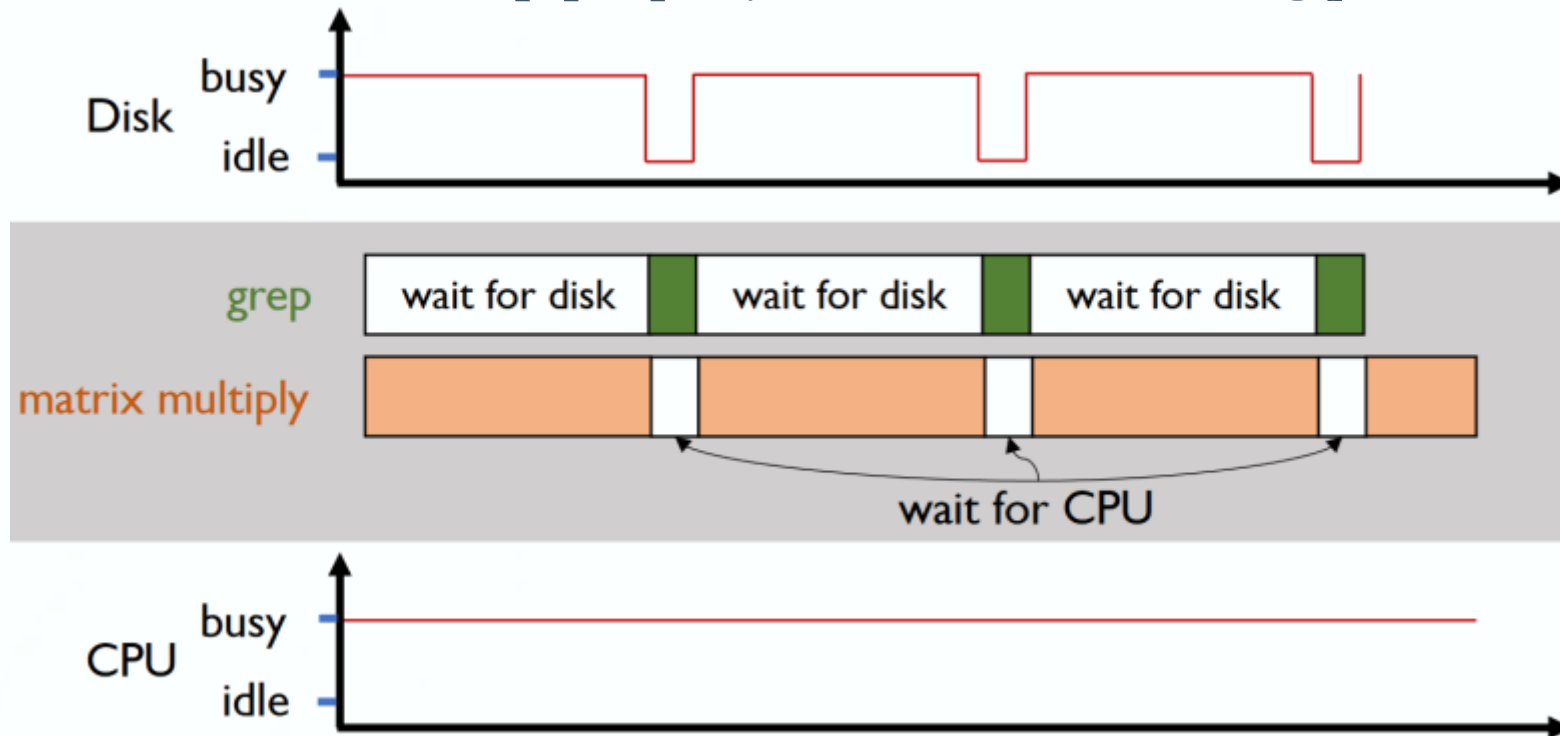 busy
Disk
idle
grep
wait for disk wait for disk wait for disk
matrix multiply
wait for CPU
busy
CPU
idle